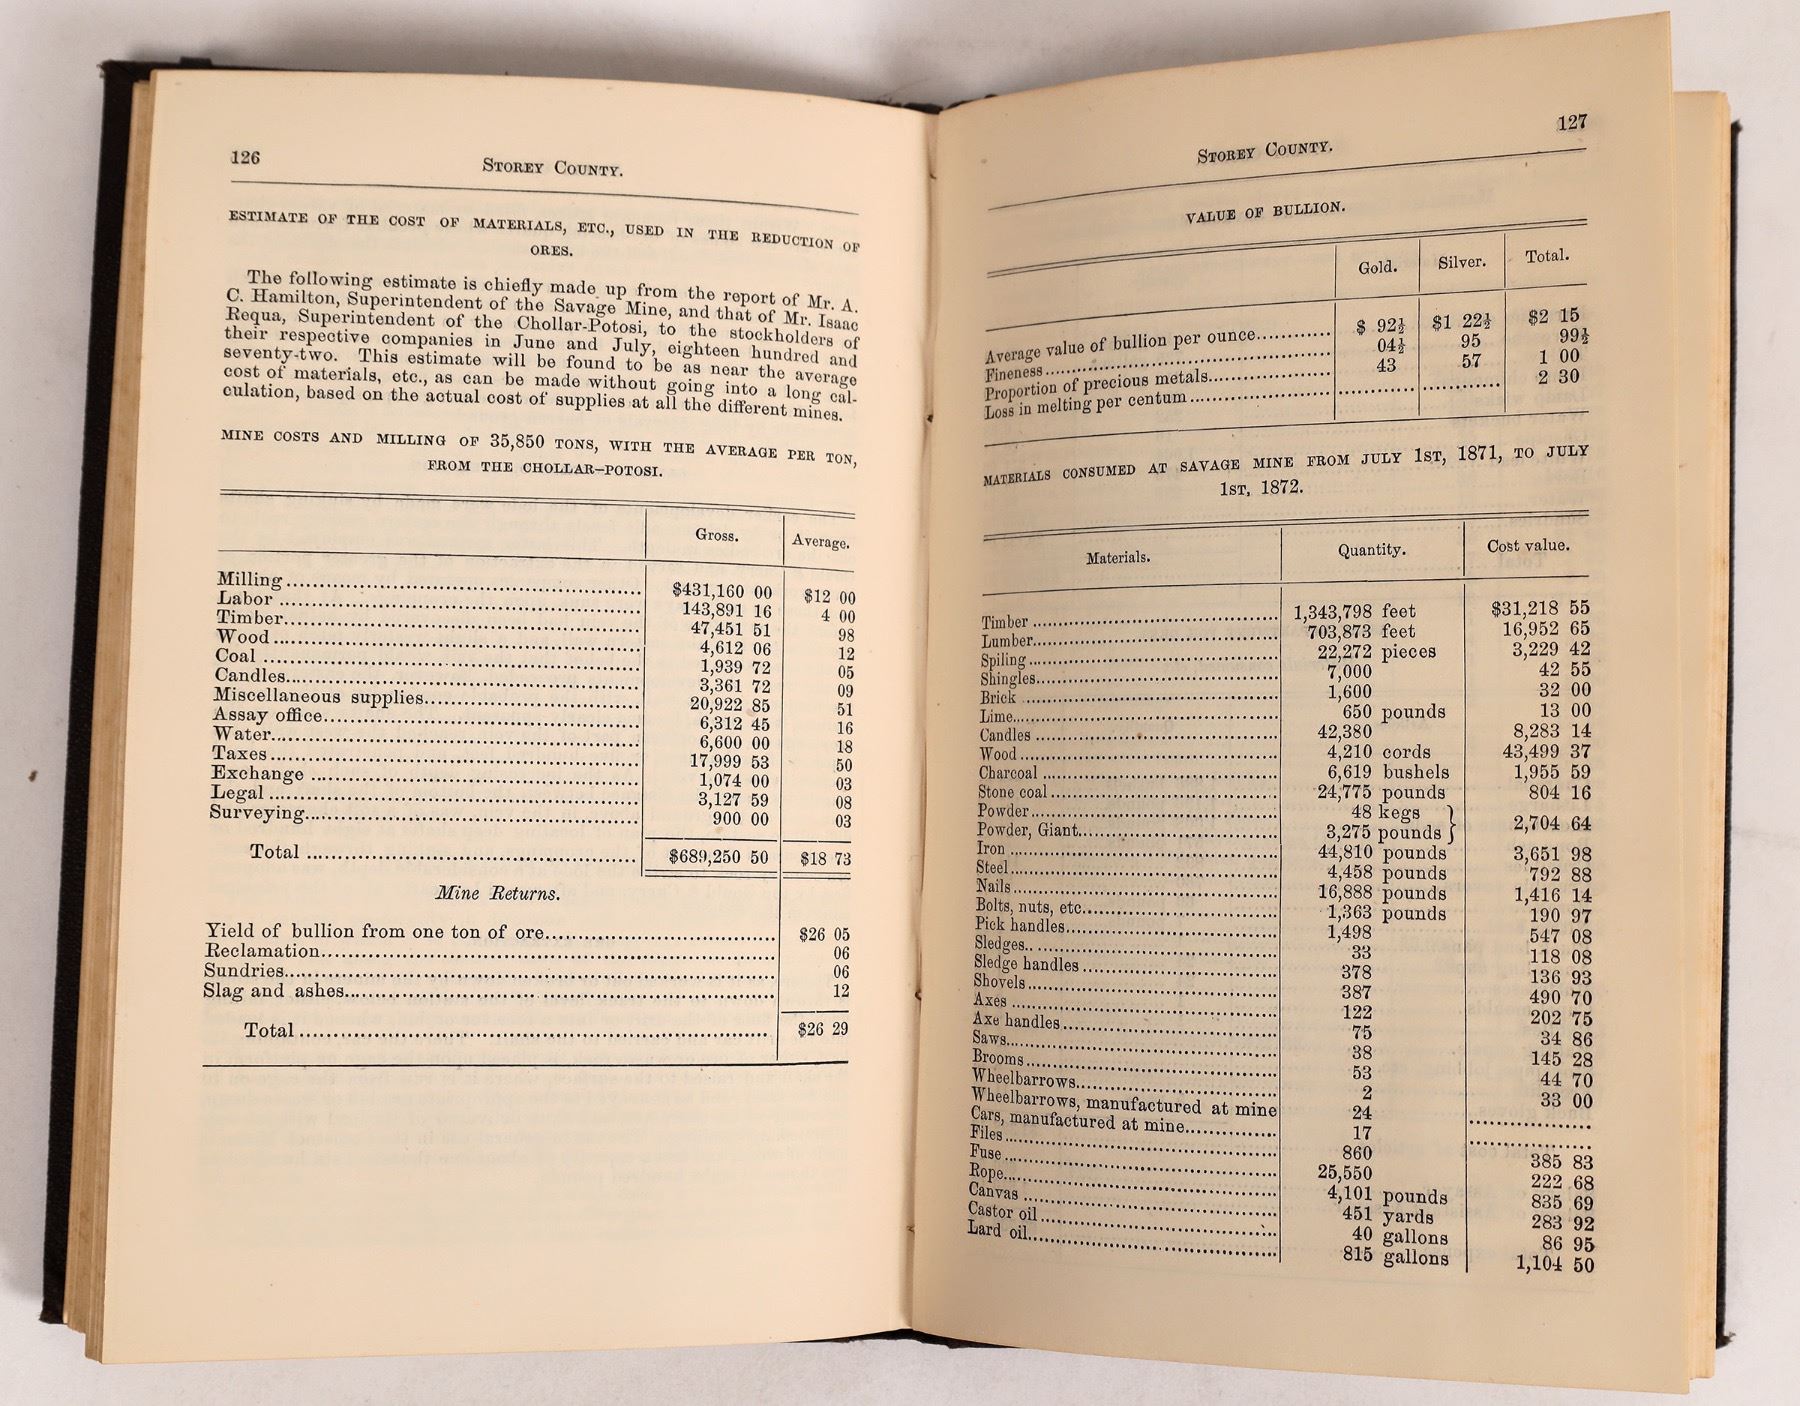 126
STOREY COUNTY.
ESTIMATE OF THE COST OF MATERIALS, ETC., USED IN THE REDUCTION OF
ORES.
The following estimate is chiefly made up from the report of Mr. A.
C. Hamilton, Superintendent of the Savage Mine, and that of Mr. Isaac
Requa, Superintendent of the Chollar-Potosi, to the stockholders of
their respective companies in June and July, eighteen hundred and
seventy-two. This estimate will be found to be as near the average
cost of materials, etc., as can be made without going into a long cal-
culation, based on the actual cost of supplies at all the different mines.
MINE COSTS AND MILLING OF 35,850 TONS, WITH THE AVERAGE PER TON,
FROM THE CHOLLAR-POTOSI.
Gross. Average.
Milling $431,160 00 $12 00
Labor 143,891 16 4 00
Timber 47,451 51 98
Wood 4,612 06 12
Coal 1,939 72 05
Candles 3,361 72 09
Miscellaneous supplies 20,922 85 51
Assay office 6,312 45 16
Water 6,600 00 18
Taxes 17,999 53 50
Exchange 1,074 00 03
Legal 3,127 59 08
Surveying 900 00 03
Total $689,250 50 $18 73
Mine Returns.
Yield of bullion from one ton of ore $26 05
Reclamation 06
Sundries 06
Slag and ashes 12
Total $26 29
STOREY COUNTY. 127
VALUE OF BULLION.
Gold. Silver. Total.
Average value of bullion per ounce $ 92½ $1 22½ $2 15
Fineness 04½ 95 99½
Proportion of precious metals 43 57 1 00
Loss in melting per centum 2 30
MATERIALS CONSUMED AT SAVAGE MINE FROM JULY 1ST, 1871, TO JULY
1ST, 1872.
Materials. Quantity. Cost value.
Timber 1,343,798 feet $31,218 55
Lumber 703,873 feet 16,952 65
Spiling 22,272 pieces 3,229 42
Shingles 7,000 42 55
Brick 1,600 32 00
Lime 650 pounds 13 00
Candles 42,380 8,283 14
Wood 4,210 cords 43,499 37
Charcoal 6,619 bushels 1,955 59
Stone coal 24,775 pounds 804 16
Powder 48 kegs
Powder, Giant 3,275 pounds } 2,704 64
Iron 44,810 pounds 3,651 98
Steel 4,458 pounds 792 88
Nails 16,888 pounds 1,416 14
Bolts, nuts, etc 1,363 pounds 190 97
Pick handles 1,498 547 08
Sledges 33 118 08
Sledge handles 378 136 93
Shovels 387 490 70
Axes 122 202 75
Axe handles 75 34 86
Saws 38 145 28
Brooms 53 44 70
Wheelbarrows 2 33 00
Wheelbarrows, manufactured at mine 24
Cars, manufactured at mine 17
Files 860 385 83
Fuse 25,550 222 68
Rope 4,101 pounds 835 69
Canvas 451 yards 283 92
Castor oil 40 gallons 86 95
Lard oil 815 gallons 1,104 50